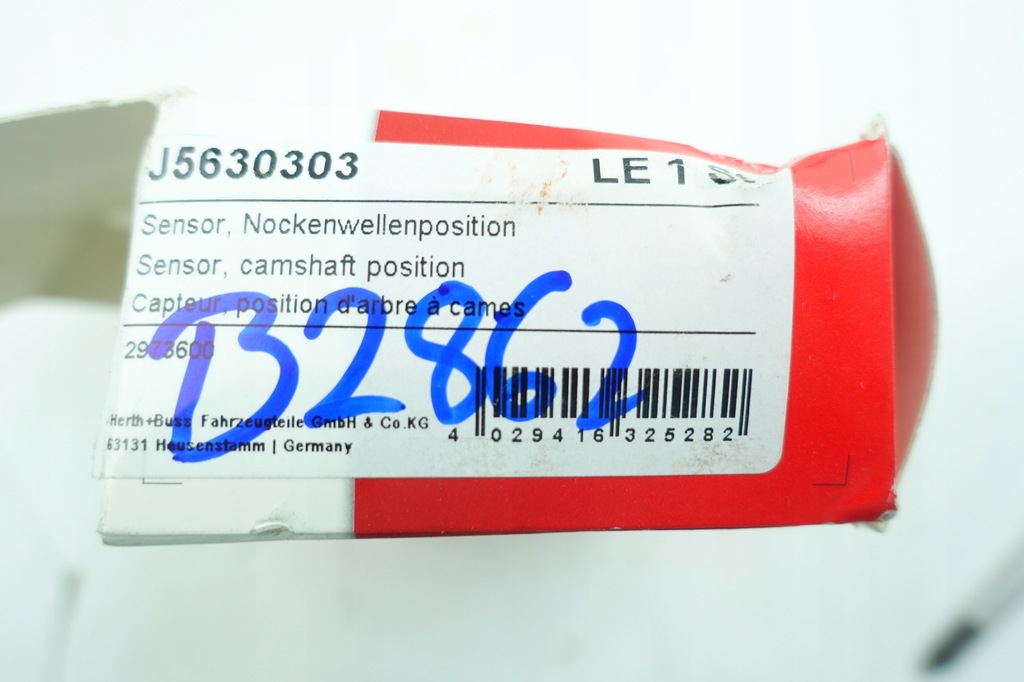 J5630303 LE 1
Sensor, Nockenwellenposition
Sensor, camshaft position
Capteur, position d'arbre à cames
2973600
B2862
Herth+Buss Fahrzeugteile GmbH & Co.KG
63131 Heusenstamm | Germany
4 029416 325282